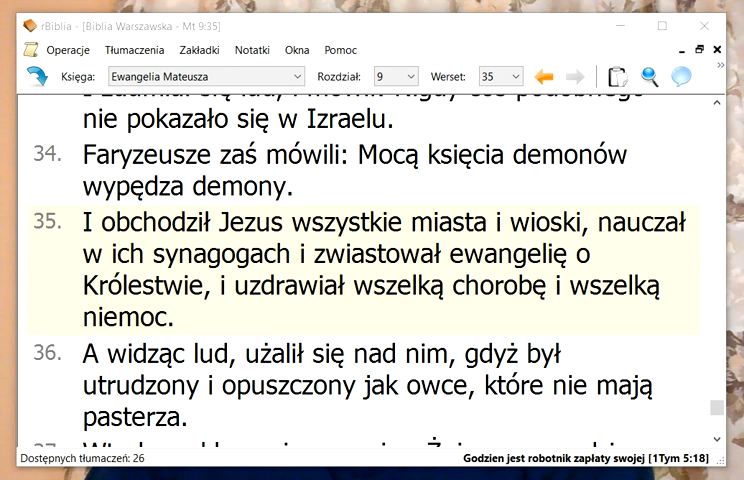 rBiblia - [Biblia Warszawska - Mt 9:35]
Operacje Tłumaczenia Zakładki Notatki Okna Pomoc
Księga: Ewangelia Mateusza Rozdział: 9 Werset: 35
nie pokazało się w Izraelu.
34. Faryzeusze zaś mówili: Mocą księcia demonów
wypędza demony.
35. I obchodził Jezus wszystkie miasta i wioski, nauczał
w ich synagogach i zwiastował ewangelię o
Królestwie, i uzdrawiał wszelką chorobę i wszelką
niemoc.
36. A widząc lud, użalił się nad nim, gdyż był
utrudzony i opuszczony jak owce, które nie mają
pasterza.
Dostępnych tłumaczeń: 26 Godzien jest robotnik zapłaty swojej [1Tym 5:18]